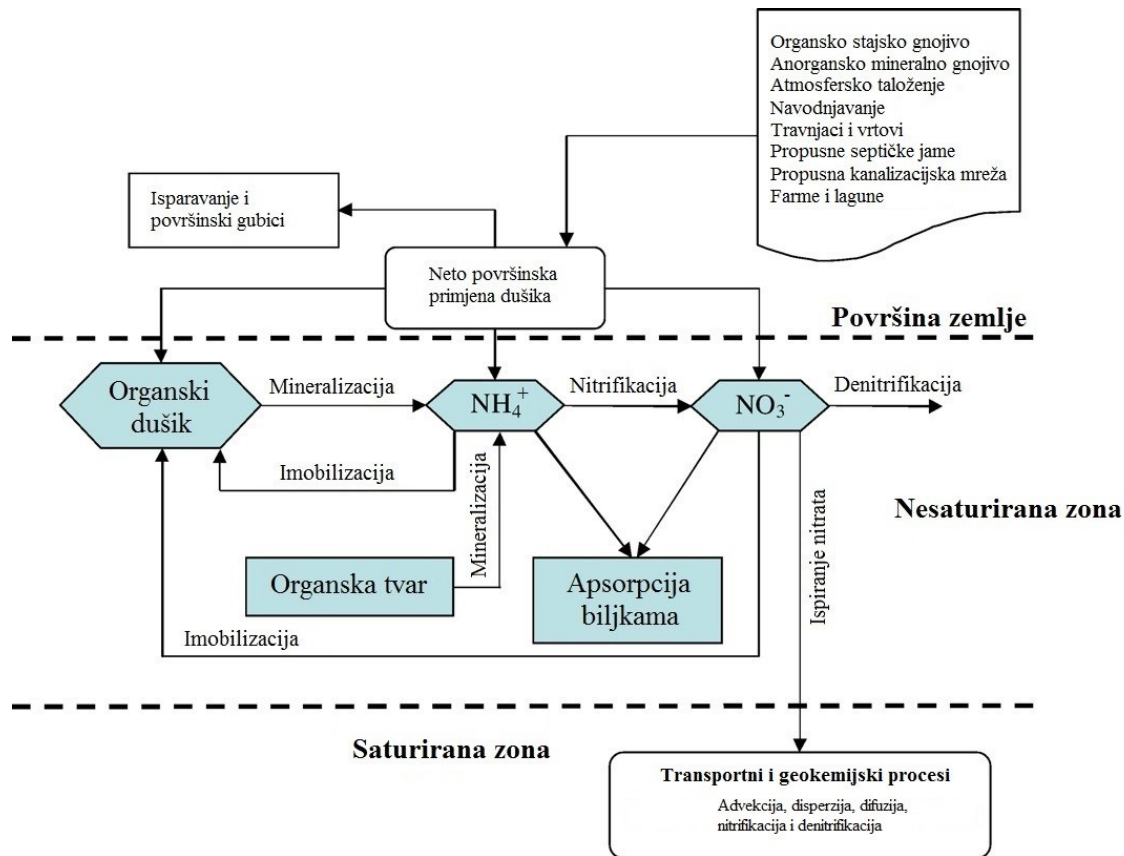 Organsko stajsko gnojivo
Anorgansko mineralno gnojivo
Atmosfersko taloženje
Navodnjavanje
Travnjaci i vrtovi
Propusne septičke jame
Propusna kanalizacijska mreža
Farme i lagune
Isparavanje i
površinski gubici
Neto površinska
primjena dušika
Površina zemlje
Organski
dušik
Mineralizacija
NH₄⁺
Nitrifikacija
NO₃⁻
Denitrifikacija
Imobilizacija
Mineralizacija
Nesaturirana zona
Organska tvar
Apsorpcija
biljkama
Ispiranje nitrata
Imobilizacija
Saturirana zona
Transportni i geokemijski procesi
Advekcija, disperzija, difuzija,
nitrifikacija i denitrifikacija